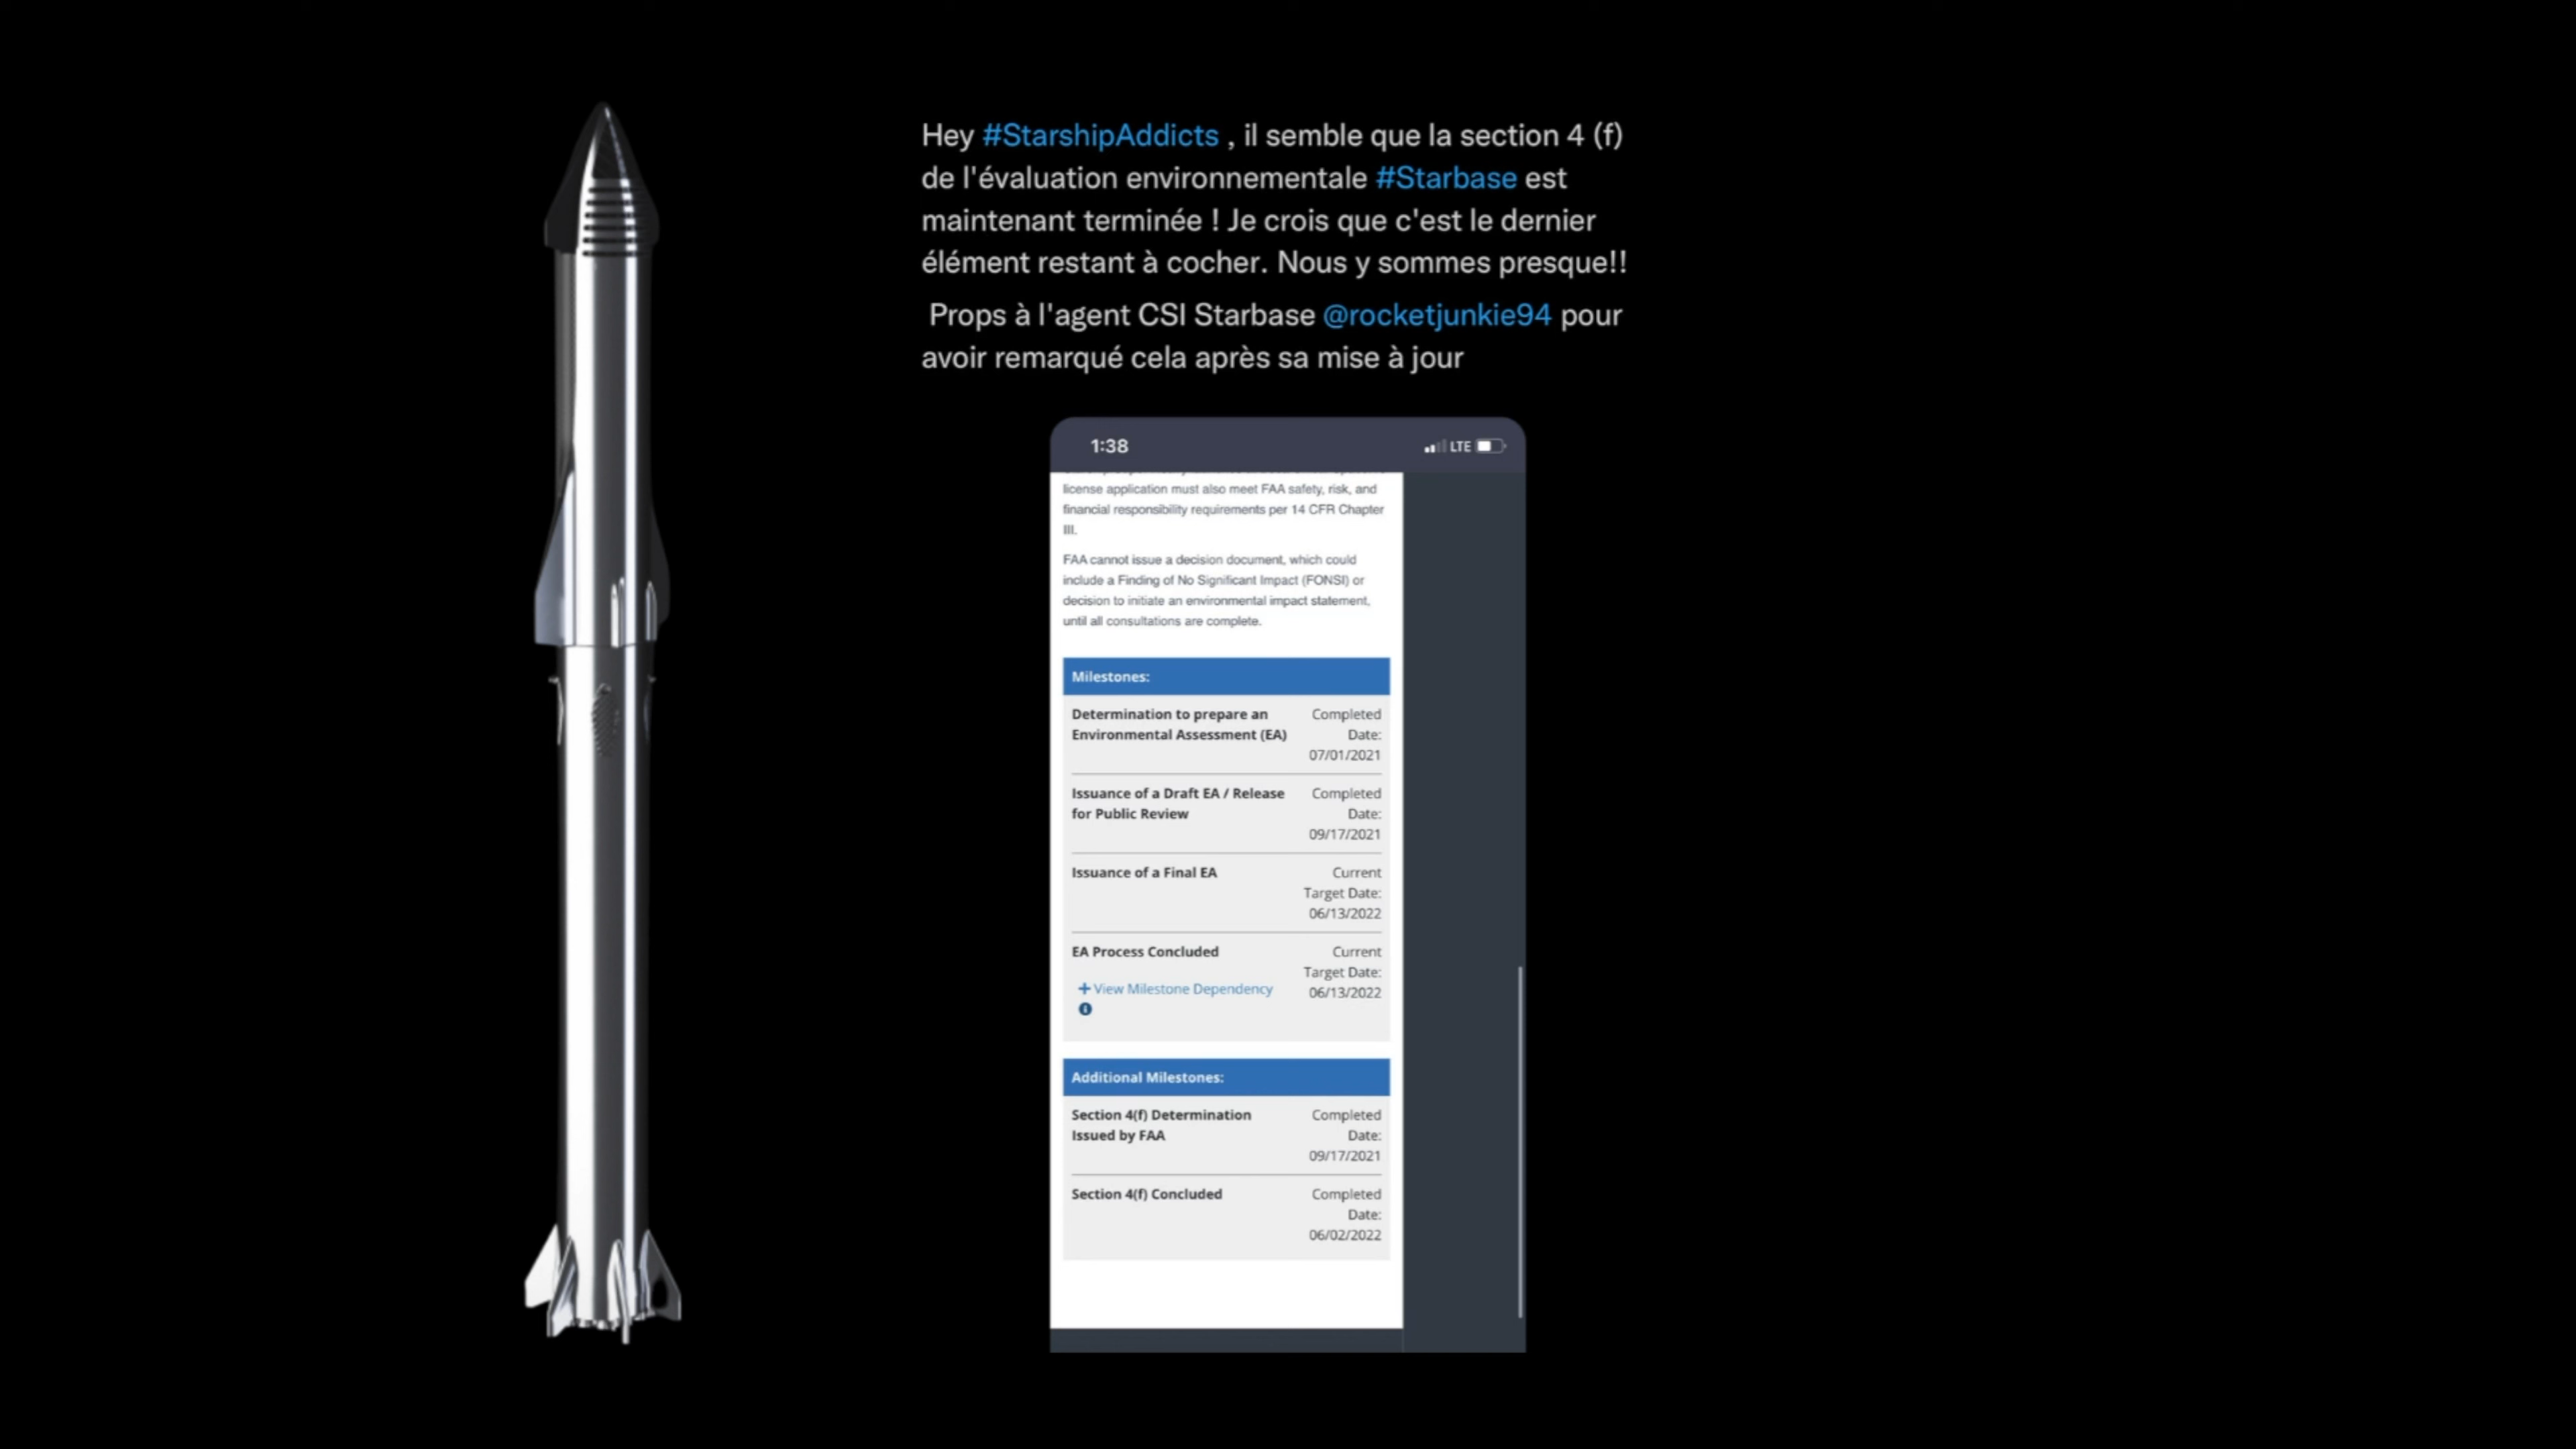 Hey #StarshipAddicts , il semble que la section 4 (f)
de l'évaluation environnementale #Starbase est
maintenant terminée ! Je crois que c'est le dernier
élément restant à cocher. Nous y sommes presque!!
Props à l'agent CSI Starbase @rocketjunkie94 pour
avoir remarqué cela après sa mise à jour
1:38 LTE
license application must also meet FAA safety, risk, and
financial responsibility requirements per 14 CFR Chapter
III.
FAA cannot issue a decision document, which could
include a Finding of No Significant Impact (FONSI) or
decision to initiate an environmental impact statement,
until all consultations are complete.
Milestones:
Determination to prepare an
Environmental Assessment (EA)
Completed
Date:
07/01/2021
Issuance of a Draft EA / Release
for Public Review
Completed
Date:
09/17/2021
Issuance of a Final EA
Current
Target Date:
06/13/2022
EA Process Concluded
+ View Milestone Dependency
Current
Target Date:
06/13/2022
Additional Milestones:
Section 4(f) Determination
Issued by FAA
Completed
Date:
09/17/2021
Section 4(f) Concluded
Completed
Date:
06/02/2022